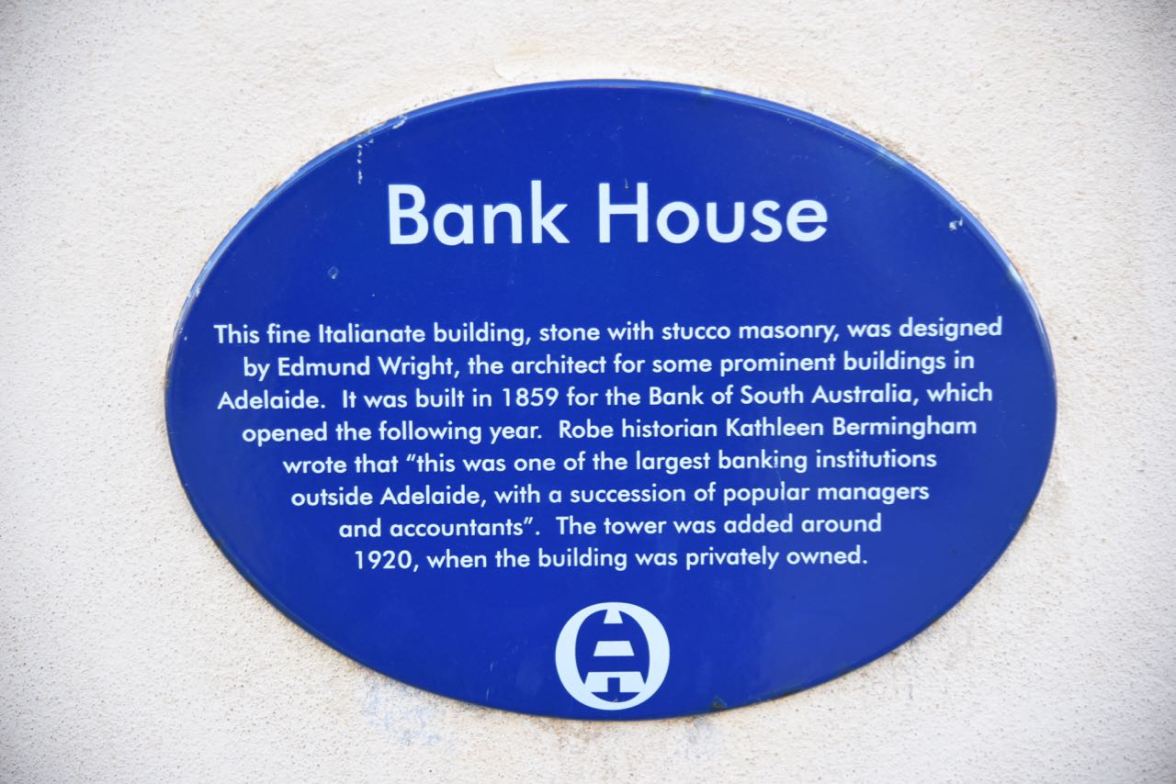 Bank House
This fine Italianate building, stone with stucco masonry, was designed
by Edmund Wright, the architect for some prominent buildings in
Adelaide. It was built in 1859 for the Bank of South Australia, which
opened the following year. Robe historian Kathleen Bermingham
wrote that “this was one of the largest banking institutions
outside Adelaide, with a succession of popular managers
and accountants”. The tower was added around
1920, when the building was privately owned.